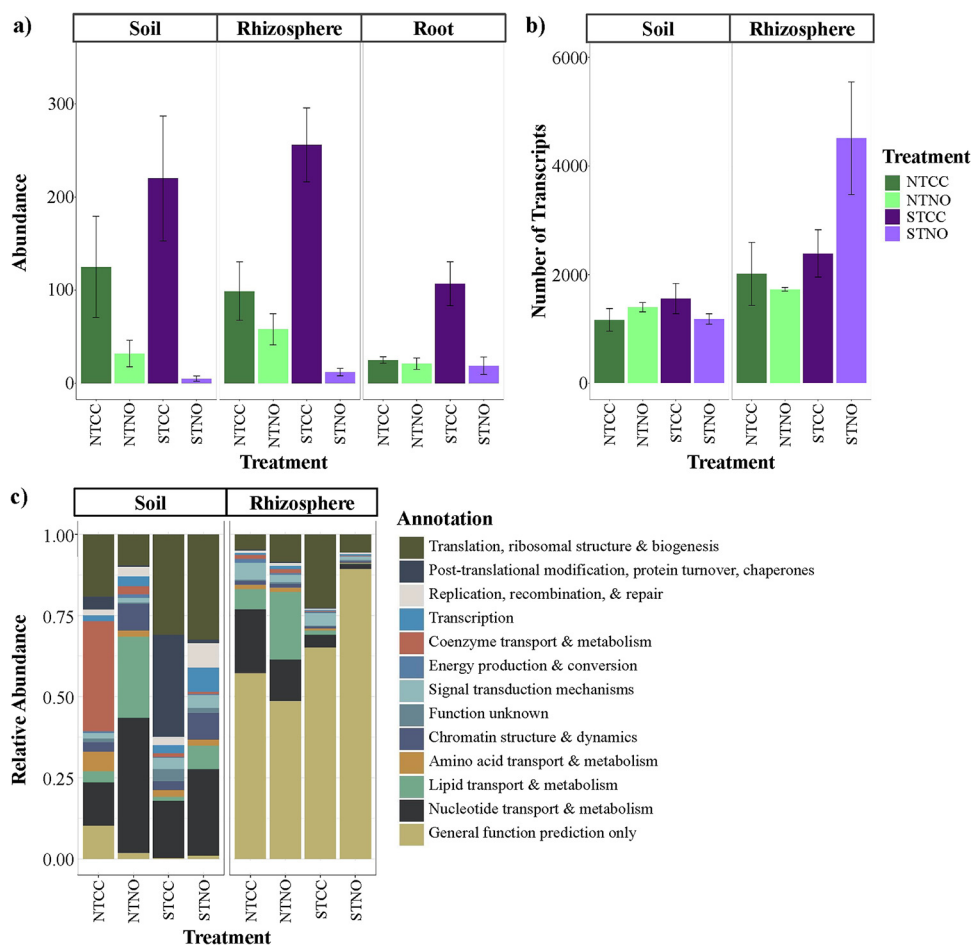 a)
Soil
Rhizosphere
Root
Abundance
300
200
100
0
NTCC
NTNO
STCC
STNO
NTCC
NTNO
STCC
STNO
NTCC
NTNO
STCC
STNO
Treatment
b)
Soil
Rhizosphere
Number of Transcripts
6000
4000
2000
0
NTCC
NTNO
STCC
STNO
NTCC
NTNO
STCC
STNO
Treatment
Treatment
NTCC
NTNO
STCC
STNO
c)
Soil
Rhizosphere
Relative Abundance
1.00
0.75
0.50
0.25
0.00
NTCC
NTNO
STCC
STNO
NTCC
NTNO
STCC
STNO
Treatment
Annotation
Translation, ribosomal structure & biogenesis
Post-translational modification, protein turnover, chaperones
Replication, recombination, & repair
Transcription
Coenzyme transport & metabolism
Energy production & conversion
Signal transduction mechanisms
Function unknown
Chromatin structure & dynamics
Amino acid transport & metabolism
Lipid transport & metabolism
Nucleotide transport & metabolism
General function prediction only